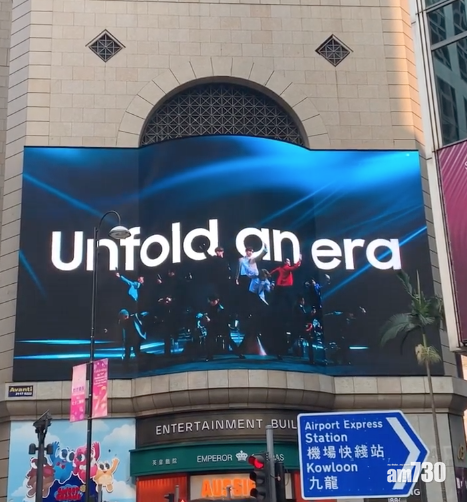 Unfold an era
Avanti
ENTERTAINMENT BUIL
EMPEROR
Airport Express
Station
機場快綫站
Kowloon
九龍
am730